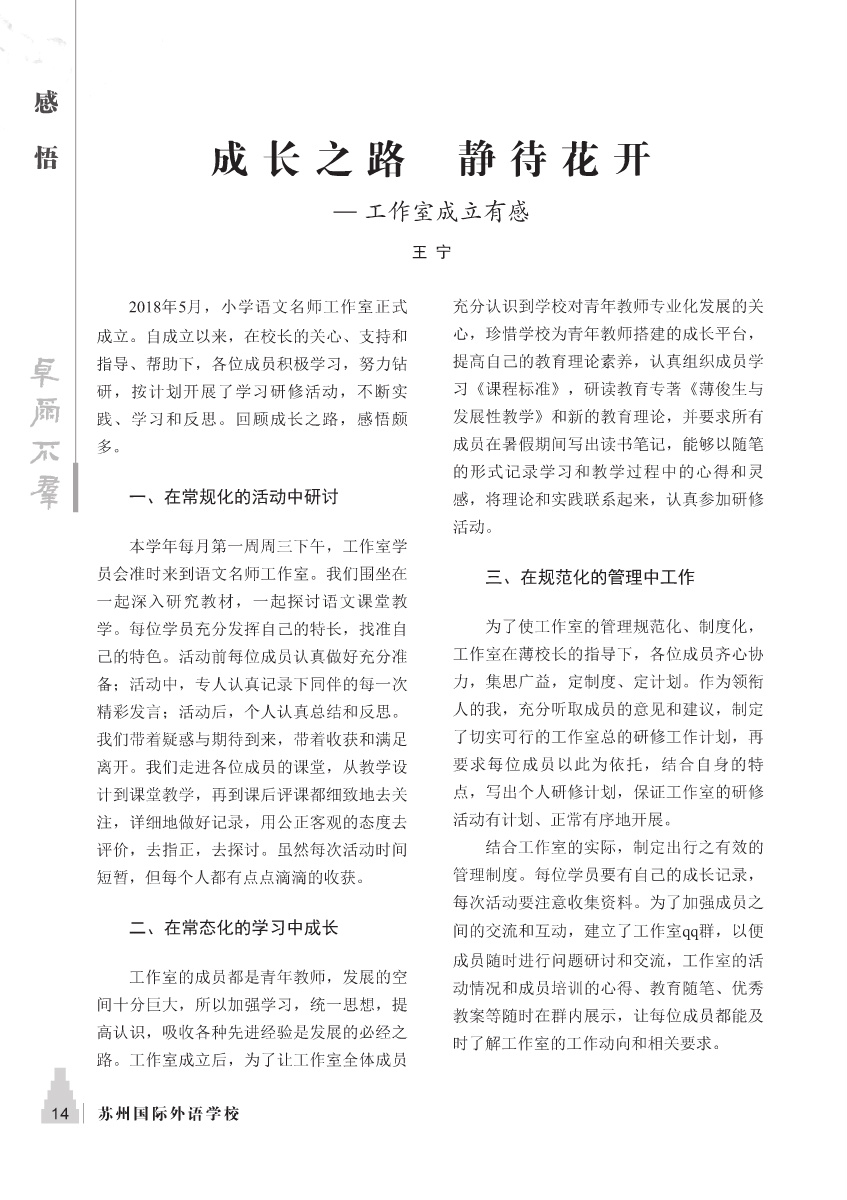 感
悟
卓
尔
不
群
成长之路 静待花开
— 工作室成立有感
王 宁
2018年5月，小学语文名师工作室正式
成立。自成立以来，在校长的关心、支持和
指导、帮助下，各位成员积极学习，努力钻
研，按计划开展了学习研修活动，不断实
践、学习和反思。回顾成长之路，感悟颇
多。
一、在常规化的活动中研讨
本学年每月第一周周三下午，工作室学
员会准时来到语文名师工作室。我们围坐在
一起深入研究教材，一起探讨语文课堂教
学。每位学员充分发挥自己的特长，找准自
己的特色。活动前每位成员认真做好充分准
备；活动中，专人认真记录下同伴的每一次
精彩发言；活动后，个人认真总结和反思。
我们带着疑惑与期待到来，带着收获和满足
离开。我们走进各位成员的课堂，从教学设
计到课堂教学，再到课后评课都细致地去关
注，详细地做好记录，用公正客观的态度去
评价，去指正，去探讨。虽然每次活动时间
短暂，但每个人都有点点滴滴的收获。
二、在常态化的学习中成长
工作室的成员都是青年教师，发展的空
间十分巨大，所以加强学习，统一思想，提
高认识，吸收各种先进经验是发展的必经之
路。工作室成立后，为了让工作室全体成员
充分认识到学校对青年教师专业化发展的关
心，珍惜学校为青年教师搭建的成长平台，
提高自己的教育理论素养，认真组织成员学
习《课程标准》，研读教育专著《薄俊生与
发展性教学》和新的教育理论，并要求所有
成员在暑假期间写出读书笔记，能够以随笔
的形式记录学习和教学过程中的心得和灵
感，将理论和实践联系起来，认真参加研修
活动。
三、在规范化的管理中工作
为了使工作室的管理规范化、制度化，
工作室在薄校长的指导下，各位成员齐心协
力，集思广益，定制度、定计划。作为领衔
人的我，充分听取成员的意见和建议，制定
了切实可行的工作室总的研修工作计划，再
要求每位成员以此为依托，结合自身的特
点，写出个人研修计划，保证工作室的研修
活动有计划、正常有序地开展。
结合工作室的实际，制定出行之有效的
管理制度。每位学员要有自己的成长记录，
每次活动要注意收集资料。为了加强成员之
间的交流和互动，建立了工作室qq群，以便
成员随时进行问题研讨和交流，工作室的活
动情况和成员培训的心得、教育随笔、优秀
教案等随时在群内展示，让每位成员都能及
时了解工作室的工作动向和相关要求。
14 苏州国际外语学校